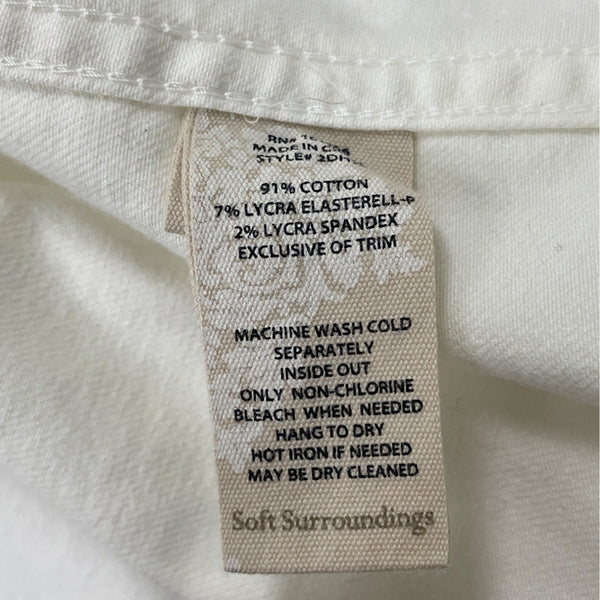 RN#
MADE IN
STYLE#
91% COTTON
7% LYCRA ELASTERELL-P
2% LYCRA SPANDEX
EXCLUSIVE OF TRIM
MACHINE WASH COLD
SEPARATELY
INSIDE OUT
ONLY NON-CHLORINE
BLEACH WHEN NEEDED
HANG TO DRY
HOT IRON IF NEEDED
MAY BE DRY CLEANED
Soft Surroundings